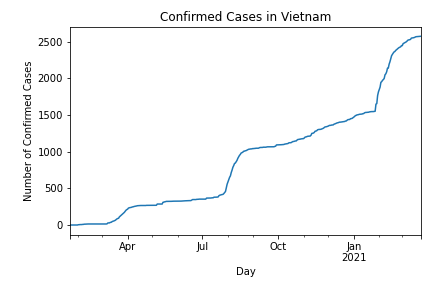 Confirmed Cases in Vietnam
Number of Confirmed Cases
2500
2000
1500
1000
500
0
Apr
Jul
Oct
Jan
2021
Day